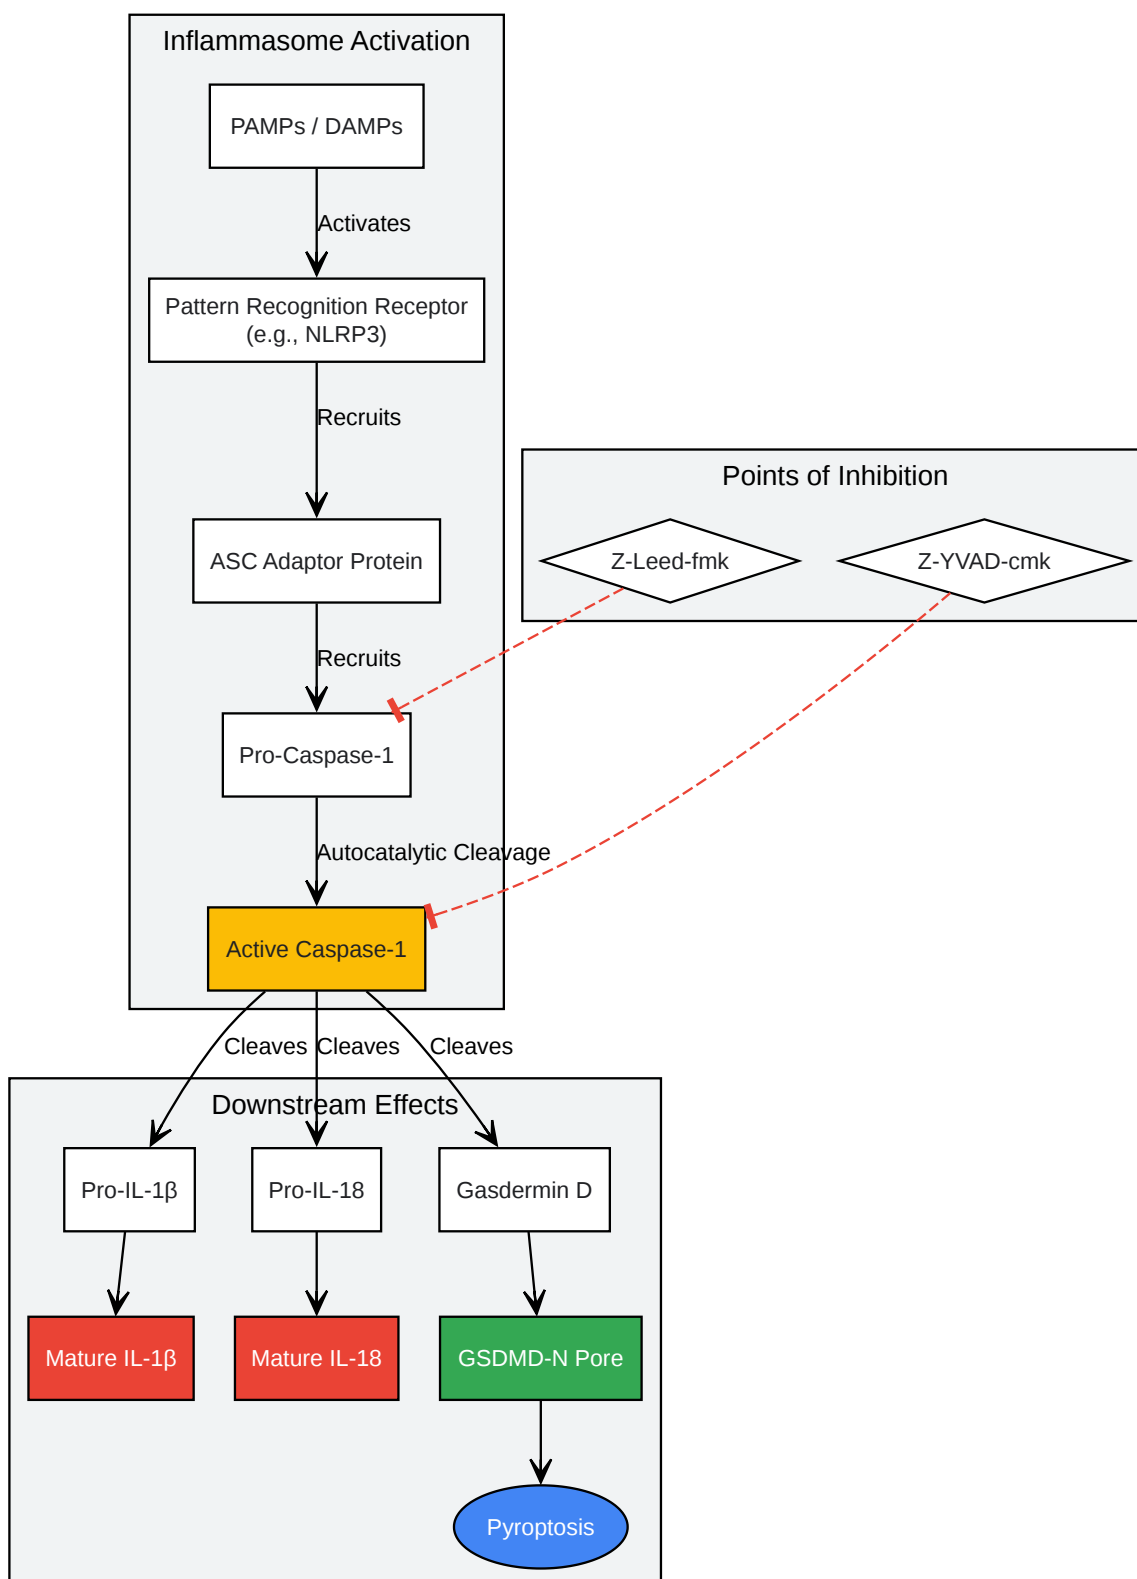 Inflammasome Activation
PAMPs / DAMPs
Activates
Pattern Recognition Receptor
(e.g., NLRP3)
Recruits
Points of Inhibition
ASC Adaptor Protein
Z-Leed-fmk
Z-YVAD-cmk
Recruits
Pro-Caspase-1
Autocatalytic Cleavage
Active Caspase-1
Cleaves
Cleaves
Cleaves
Downstream Effects
Pro-IL-1β
Pro-IL-18
Gasdermin D
Mature IL-1β
Mature IL-18
GSDMD-N Pore
Pyroptosis